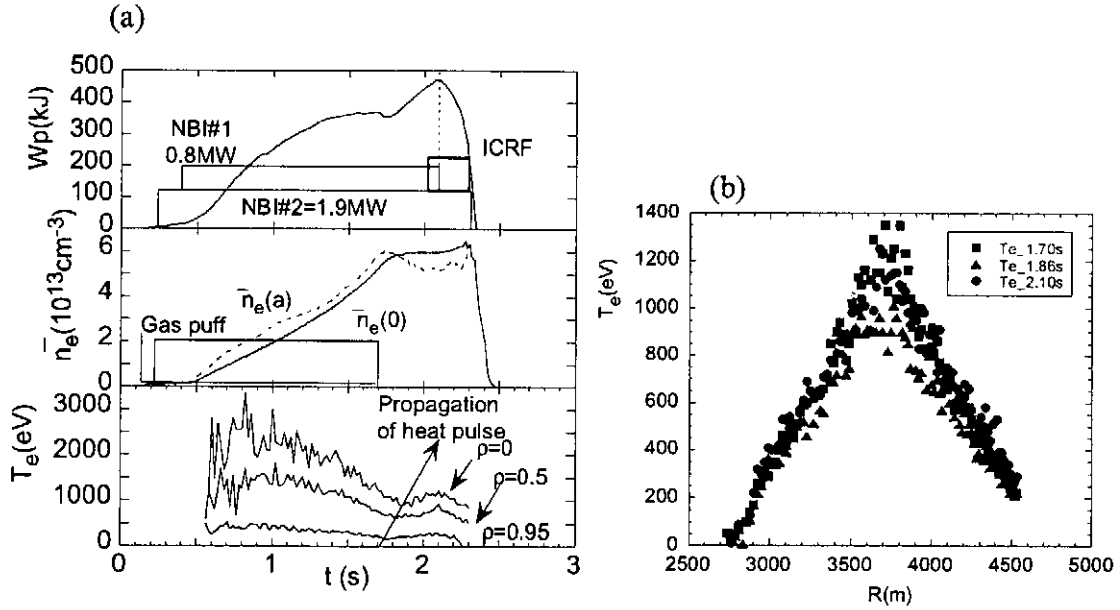 (a)
500
400
300
200
100
0
Wp(kJ)
NBI#1
0.8MW
ICRF
NBI#2=1.9MW
6
4
2
0
n̄e(10¹³cm⁻³)
n̄e(a)
n̄e(0)
Gas puff
3000
2000
1000
0
Te(eV)
Propagation
of heat pulse
ρ=0
ρ=0.5
ρ=0.95
0 1 2 3
t (s)
(b)
1400
1200
1000
800
600
400
200
0
Te(eV)
Te_1.70s
Te_1.86s
Te_2.10s
2500 3000 3500 4000 4500 5000
R(m)